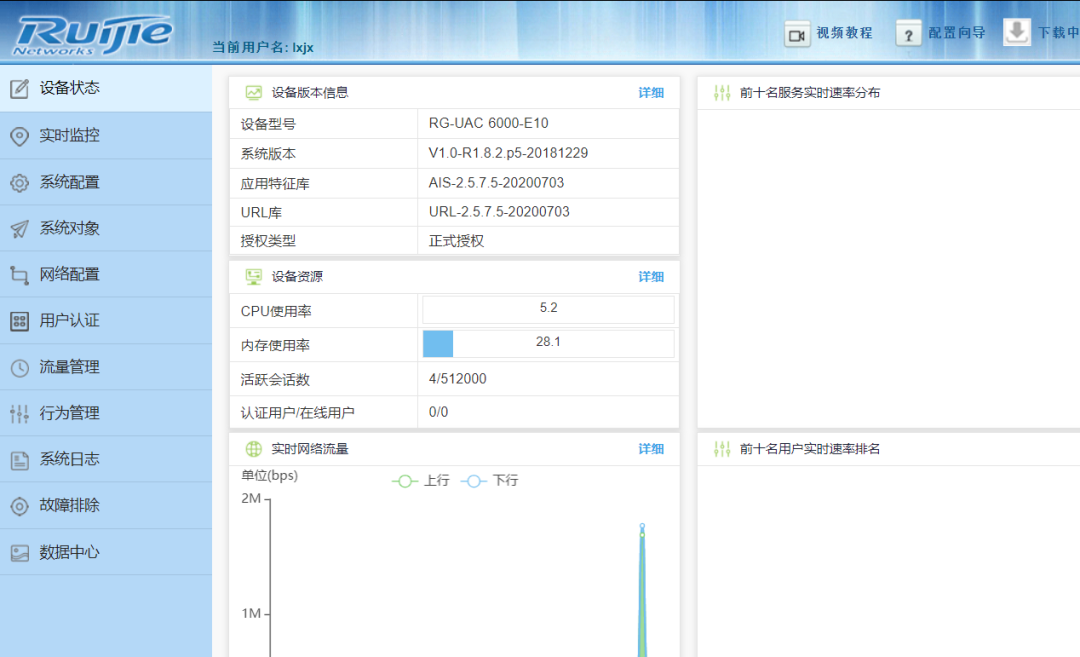 Ruijie
Networks
当前用户名: lxjx
视频教程
配置向导
下载中
设备状态
实时监控
系统配置
系统对象
网络配置
用户认证
流量管理
行为管理
系统日志
故障排除
数据中心
设备版本信息 详细
设备型号 RG-UAC 6000-E10
系统版本 V1.0-R1.8.2.p5-20181229
应用特征库 AIS-2.5.7.5-20200703
URL库 URL-2.5.7.5-20200703
授权类型 正式授权
设备资源 详细
CPU使用率 5.2
内存使用率 28.1
活跃会话数 4/512000
认证用户/在线用户 0/0
实时网络流量 详细
单位(bps)
上行 下行
2M
1M
前十名服务实时速率分布
前十名用户实时速率排名